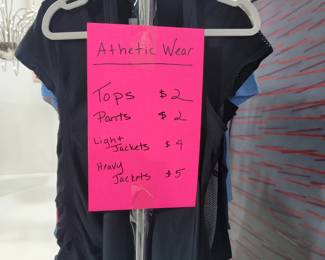 Athetic Wear
Tops $2
Pants $2
Light
Jackets $4
Heavy
Jackets $5